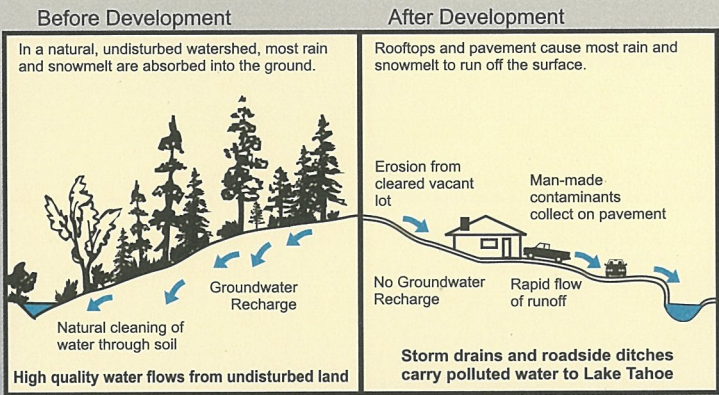 Before Development
In a natural, undisturbed watershed, most rain
and snowmelt are absorbed into the ground.
Groundwater
Recharge
Natural cleaning of
water through soil
High quality water flows from undisturbed land
After Development
Rooftops and pavement cause most rain and
snowmelt to run off the surface.
Erosion from
cleared vacant
lot
Man-made
contaminants
collect on pavement
No Groundwater
Recharge
Rapid flow
of runoff
Storm drains and roadside ditches
carry polluted water to Lake Tahoe